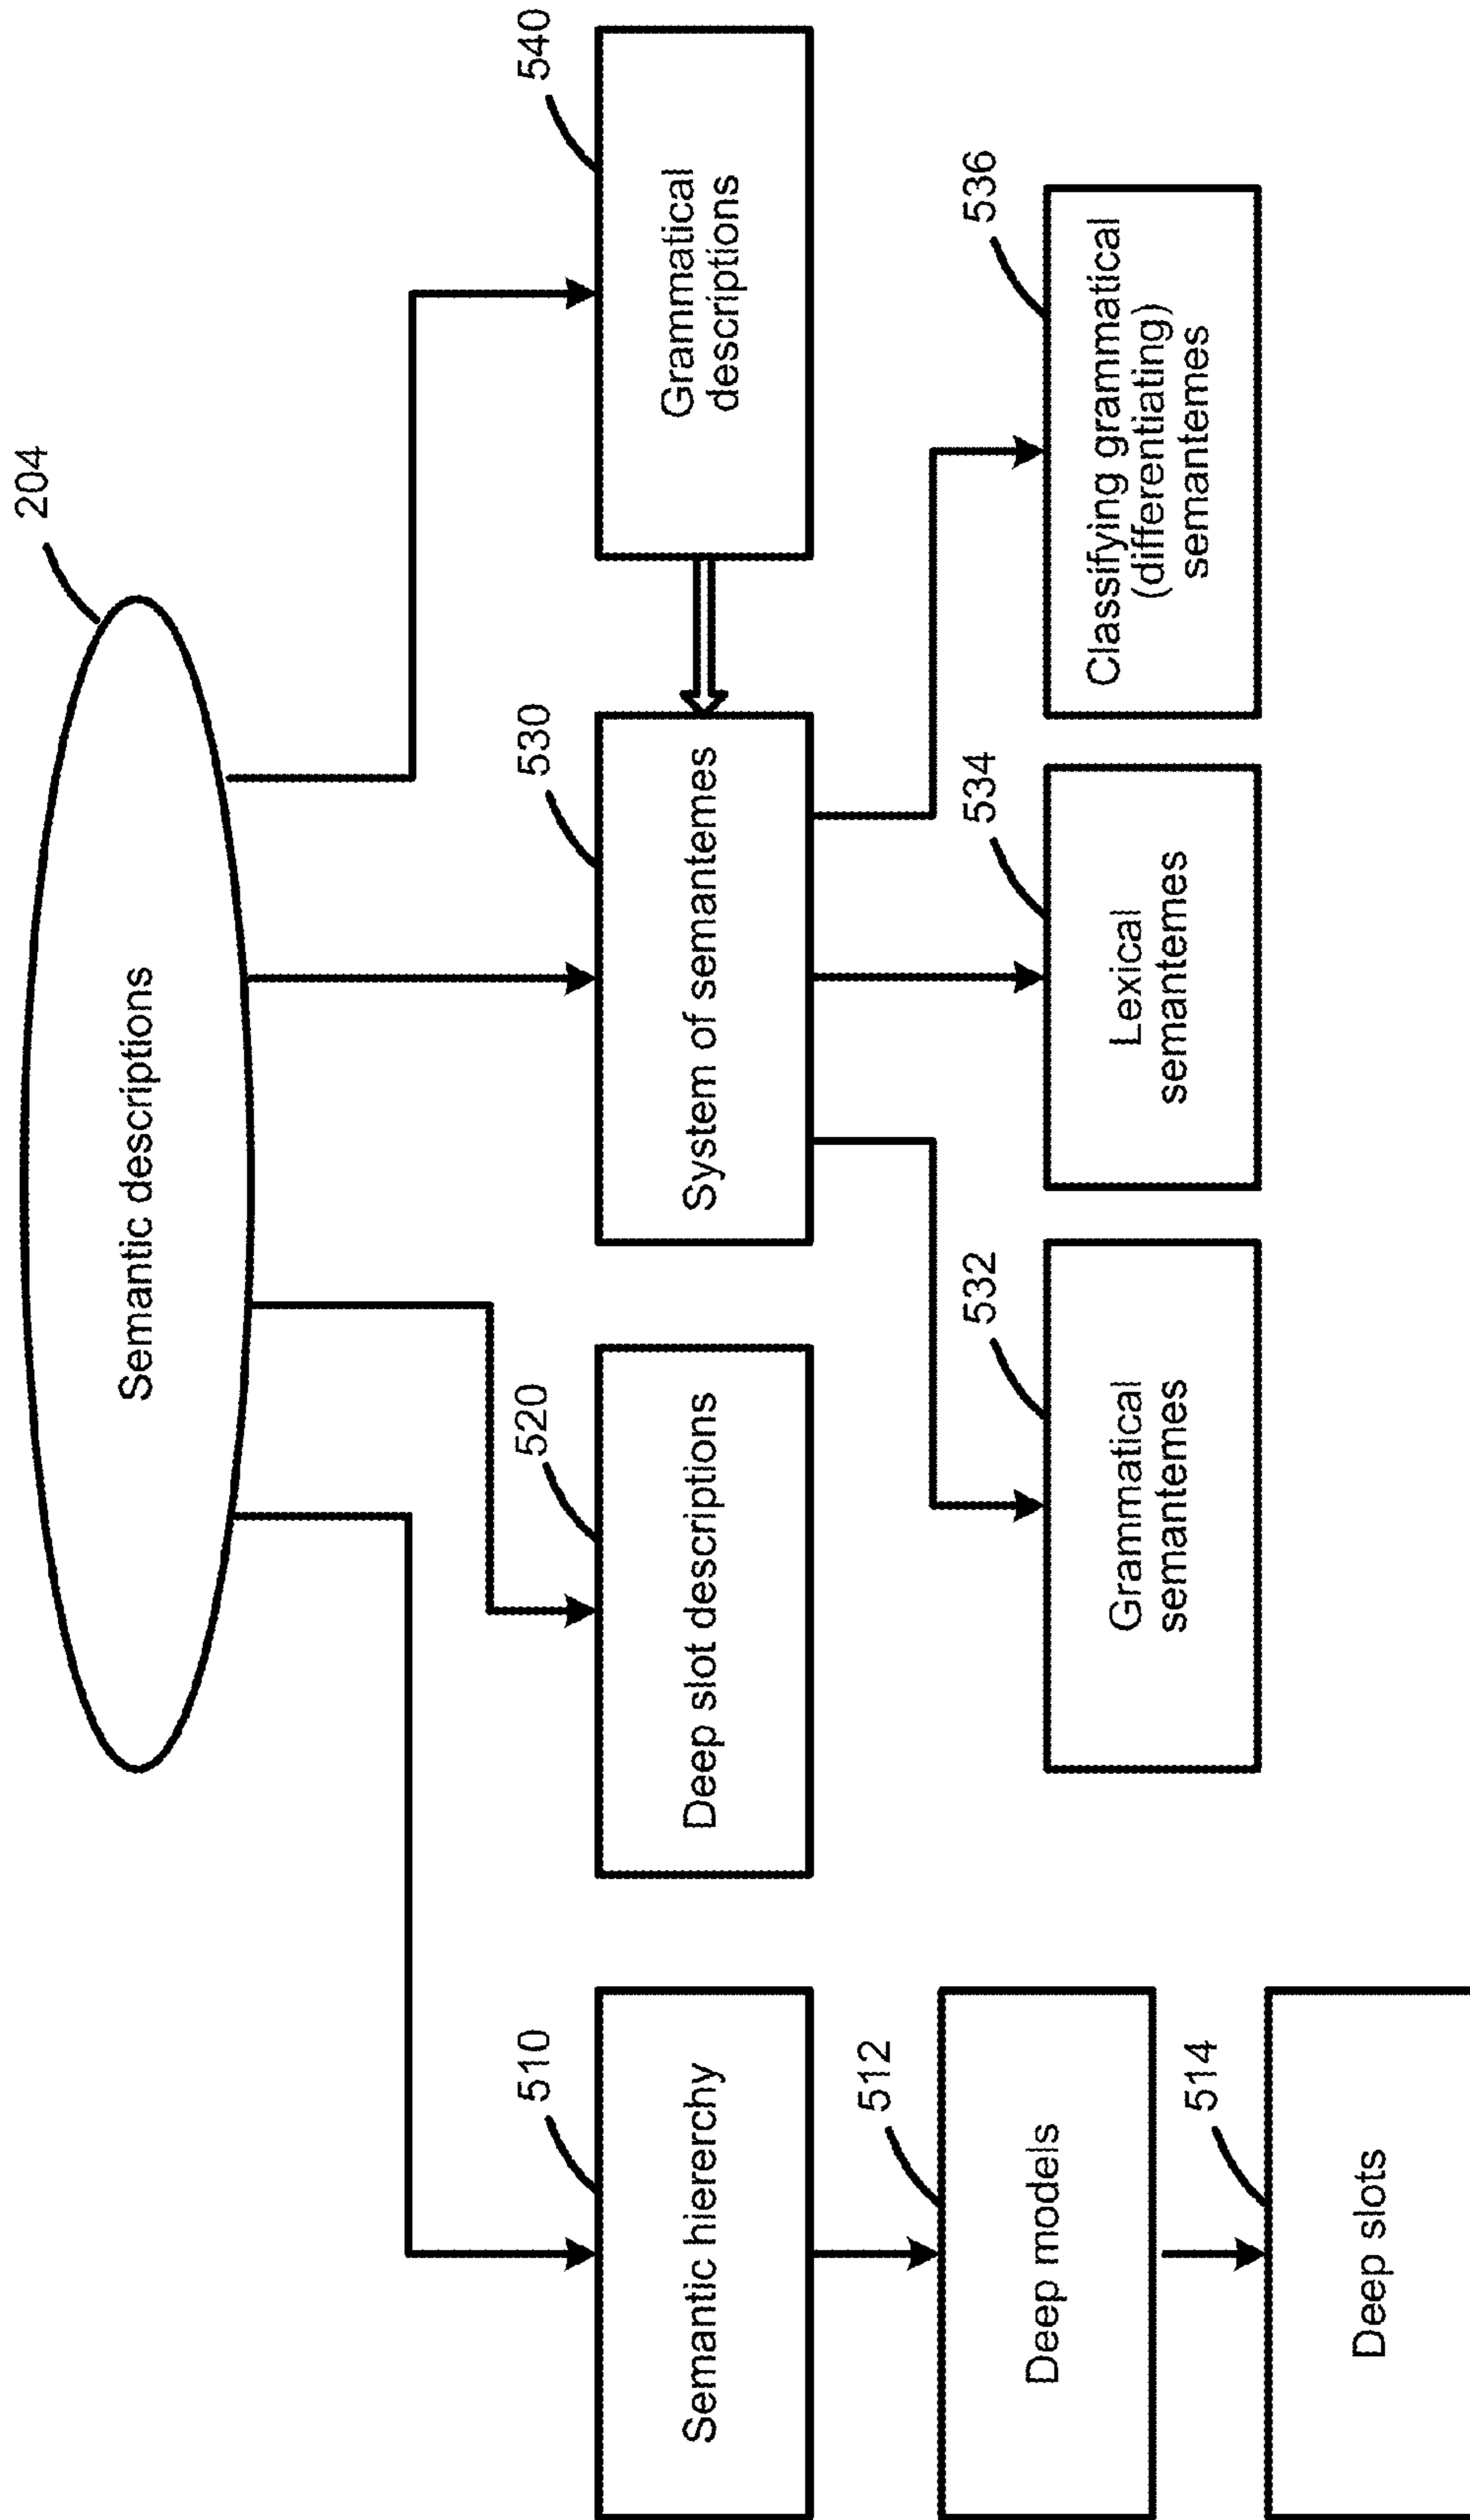 204
Semantic descriptions
510
Semantic hiererchy
520
Deep slot descriptions
530
System of semantemes
540
Grammatical
descriptions
512
Deep models
514
Deep slots
532
Grammatical
semantemes
534
Lexical
semantemes
536
Classifying grammatical
(differentiating)
semantemes